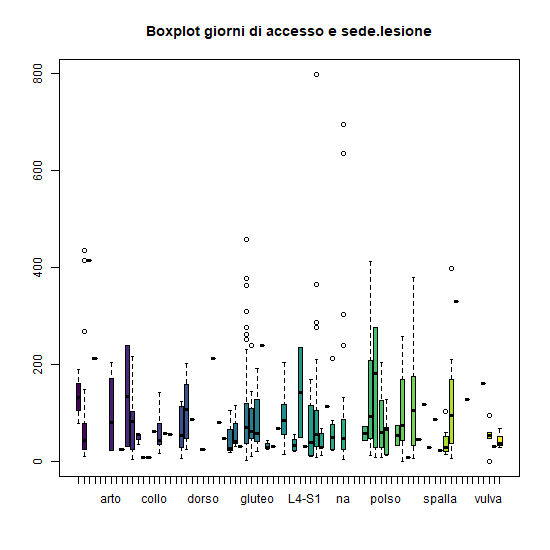 Boxplot giorni di accesso e sede.lesione
800
600
400
200
0
arto collo dorso gluteo L4-S1 na polso spalla vulva